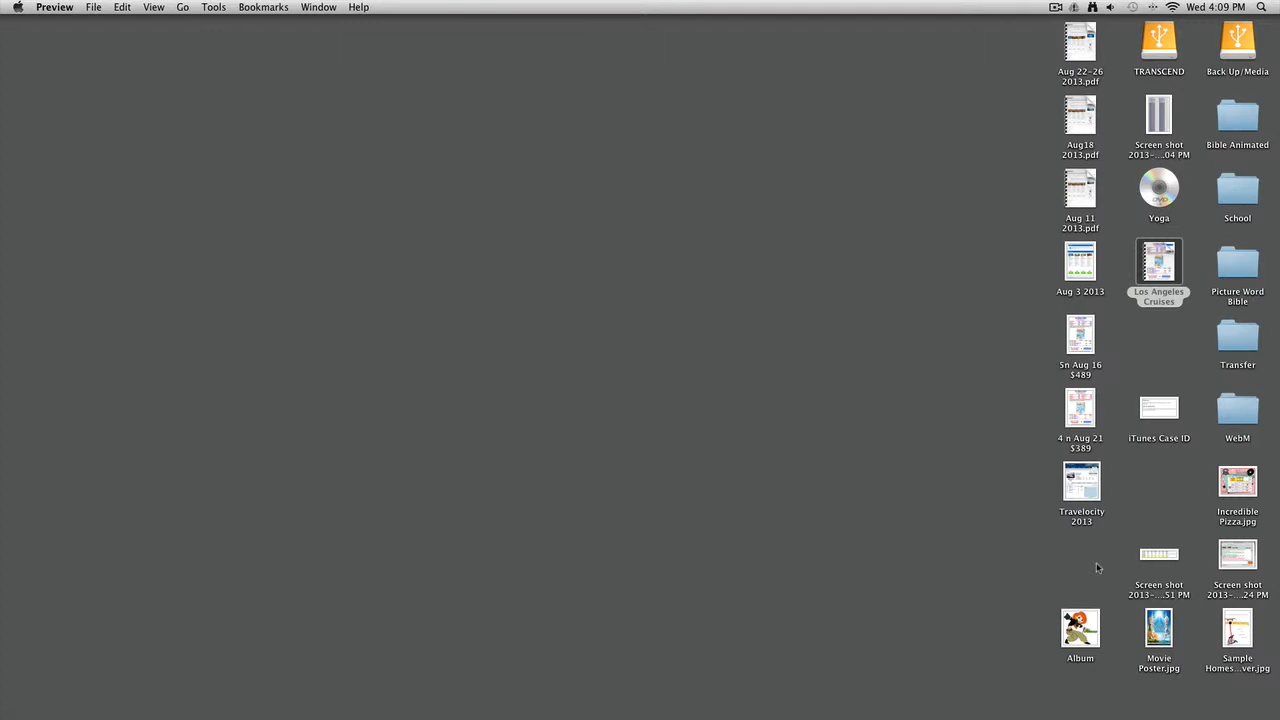 Preview File Edit View Go Tools Bookmarks Window Help Wed 4:09 PM
Aug 22-26
2013.pdf
TRANSCEND
Back Up/Media
Aug18
2013.pdf
Screen shot
2013-....04 PM
Bible Animated
Aug 11
2013.pdf
Yoga
School
Aug 3 2013
Los Angeles
Cruises
Picture Word
Bible
5n Aug 16
$489
Transfer
4 n Aug 21
$389
iTunes Case ID
WebM
Travelocity
2013
Incredible
Pizza.jpg
Screen shot
2013-....51 PM
Screen shot
2013-....24 PM
Album
Movie
Poster.jpg
Sample
Homes...ver.jpg